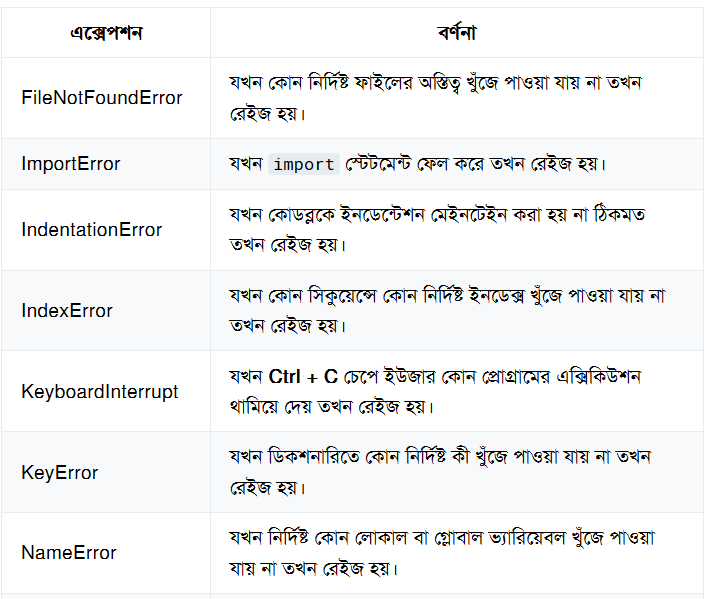 এক্সেপশন বর্ণনা
FileNotFoundError যখন কোন নির্দিষ্ট ফাইলের অস্তিত্ব খুঁজে পাওয়া যায় না তখন
রেইজ হয়।
ImportError যখন import স্টেটমেন্ট ফেল করে তখন রেইজ হয়।
IndentationError যখন কোডব্লকে ইনডেন্টেশন মেইনটেইন করা হয় না ঠিকমত
তখন রেইজ হয়।
IndexError যখন কোন সিকুয়েন্সে কোন নির্দিষ্ট ইনডেক্স খুঁজে পাওয়া যায় না
তখন রেইজ হয়।
KeyboardInterrupt যখন Ctrl + C চেপে ইউজার কোন প্রোগ্রামের এক্সিকিউশন
থামিয়ে দেয় তখন রেইজ হয়।
KeyError যখন ডিকশনারিতে কোন নির্দিষ্ট কী খুঁজে পাওয়া যায় না তখন
রেইজ হয়।
NameError যখন নির্দিষ্ট কোন লোকাল বা গ্লোবাল ভ্যারিয়েবল খুঁজে পাওয়া
যায় না তখন রেইজ হয়।